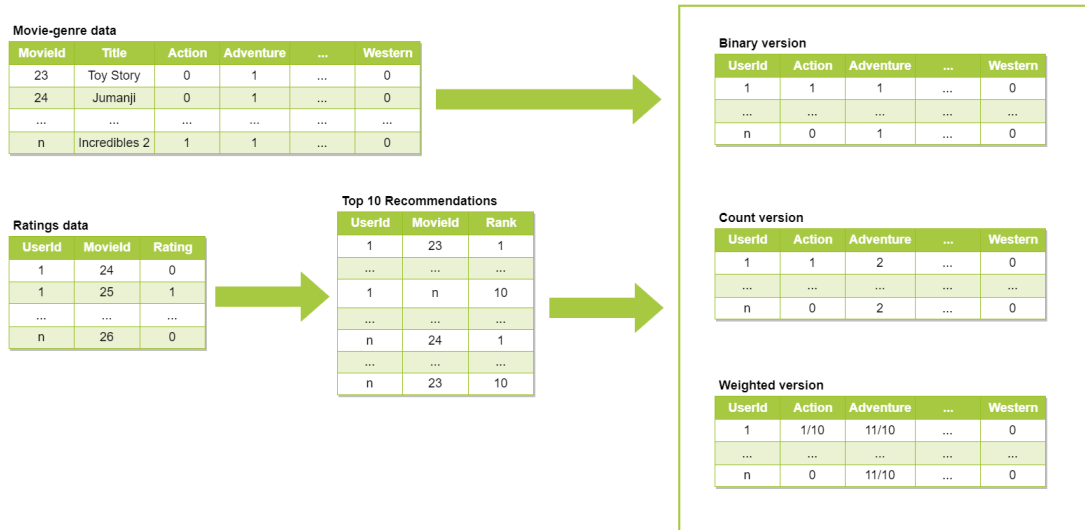 Movie-genre data
MovieId Title Action Adventure ... Western
23 Toy Story 0 1 ... 0
24 Jumanji 0 1 ... 0
... ... ... ... ... ...
n Incredibles 2 1 1 ... 0
Ratings data
UserId MovieId Rating
1 24 0
1 25 1
... ... ...
n 26 0
Top 10 Recommendations
UserId MovieId Rank
1 23 1
... ... ...
1 n 10
... ... ...
n 24 1
... ... ...
n 23 10
Binary version
UserId Action Adventure ... Western
1 1 1 ... 0
... ... ... ... ...
n 0 1 ... 0
Count version
UserId Action Adventure ... Western
1 1 2 ... 0
... ... ... ... ...
n 0 2 ... 0
Weighted version
UserId Action Adventure ... Western
1 1/10 11/10 ... 0
... ... ... ... ...
n 0 11/10 ... 0